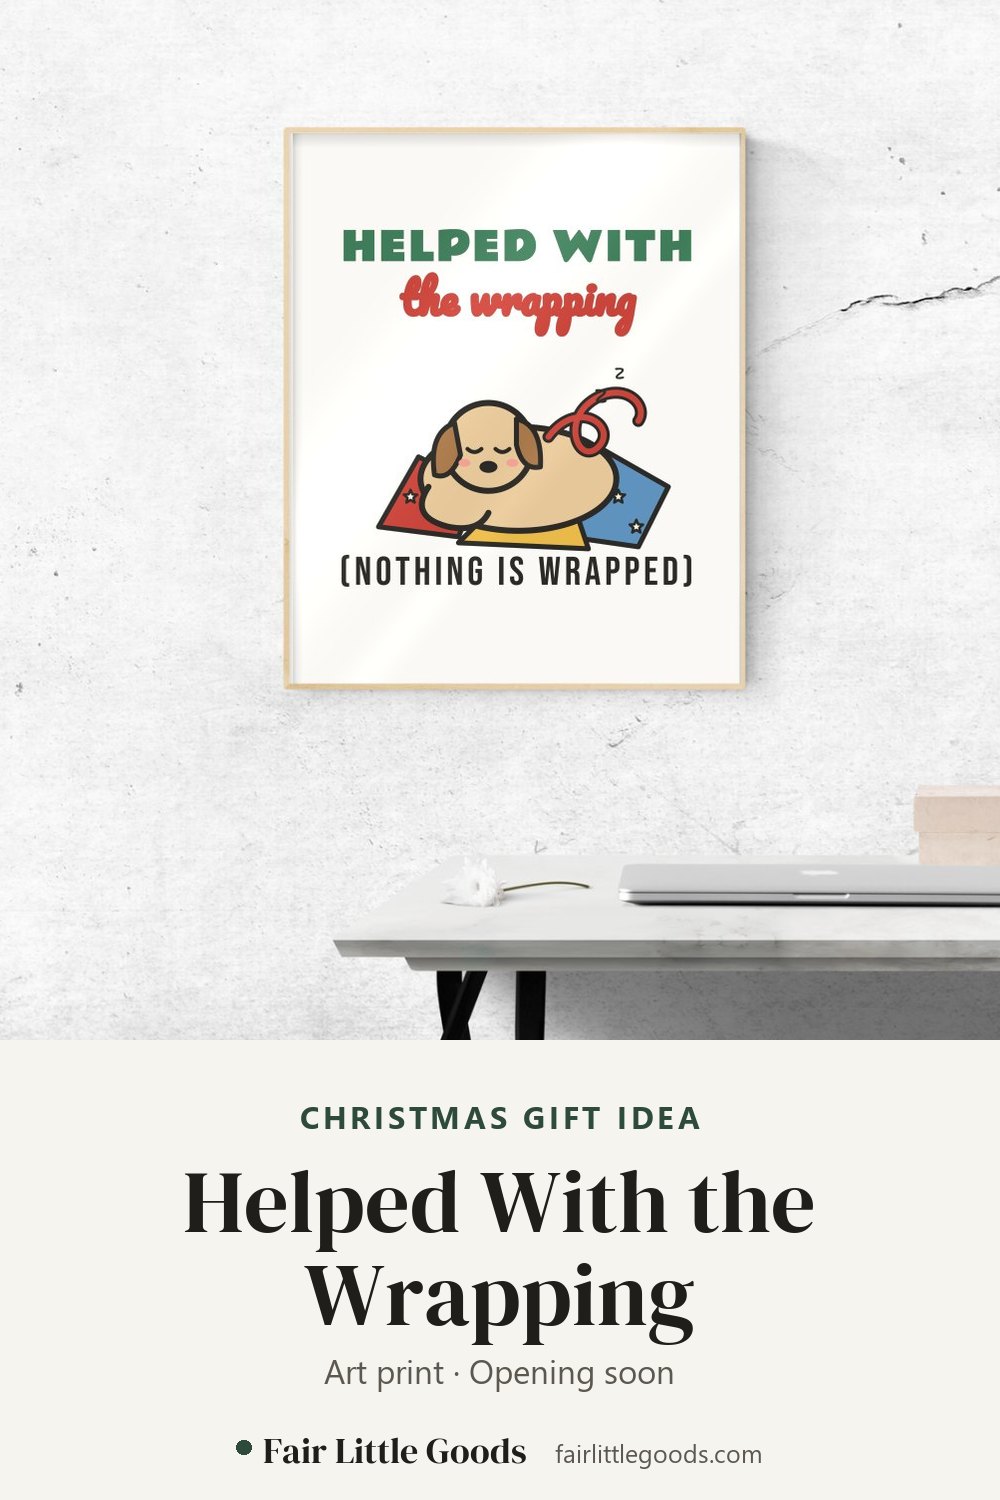 HELPED WITH
the wrapping
z
(NOTHING IS WRAPPED)
CHRISTMAS GIFT IDEA
Helped With the
Wrapping
Art print · Opening soon
Fair Little Goods fairlittlegoods.com